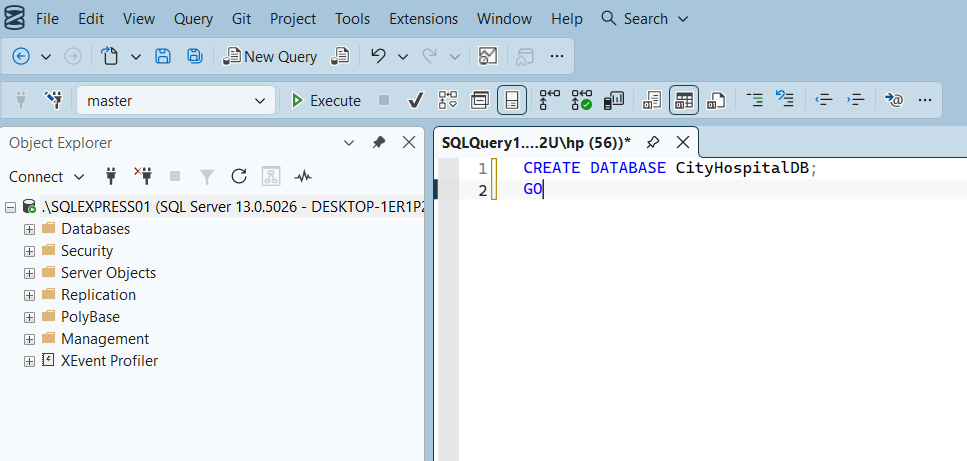 File Edit View Query Git Project Tools Extensions Window Help Search
New Query
master Execute
Object Explorer
Connect
.\SQLEXPRESS01 (SQL Server 13.0.5026 - DESKTOP-1ER1P2
Databases
Security
Server Objects
Replication
PolyBase
Management
XEvent Profiler
SQLQuery1....2U\hp (56))*
1 CREATE DATABASE CityHospitalDB;
2 GO